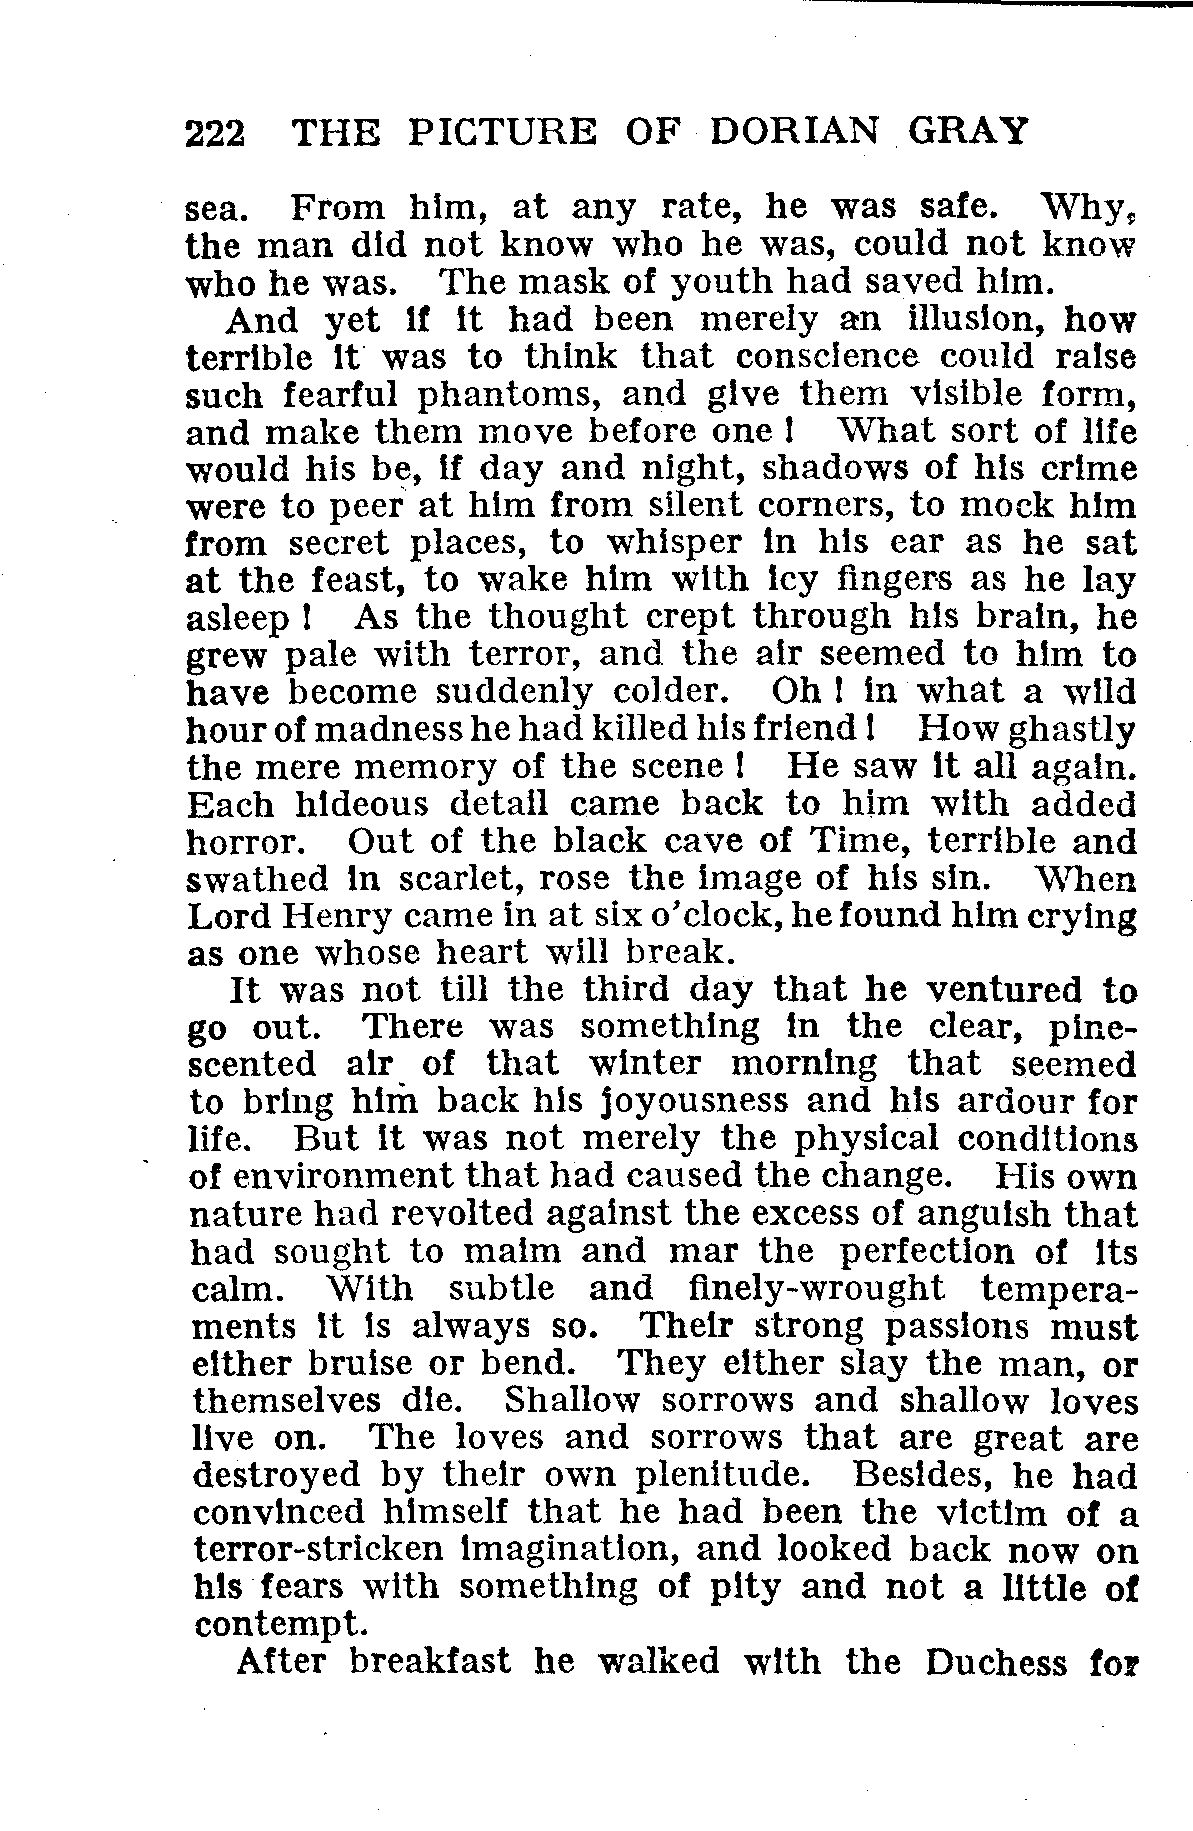 222 THE PICTURE OF DORIAN GRAY
sea. From him, at any rate, he was safe. Why,
the man did not know who he was, could not know
who he was. The mask of youth had saved him.
And yet if it had been merely an illusion, how
terrible it was to think that conscience could raise
such fearful phantoms, and give them visible form,
and make them move before one ! What sort of life
would his be, if day and night, shadows of his crime
were to peer at him from silent corners, to mock him
from secret places, to whisper in his ear as he sat
at the feast, to wake him with icy fingers as he lay
asleep ! As the thought crept through his brain, he
grew pale with terror, and the air seemed to him to
have become suddenly colder. Oh ! in what a wild
hour of madness he had killed his friend ! How ghastly
the mere memory of the scene ! He saw it all again.
Each hideous detail came back to him with added
horror. Out of the black cave of Time, terrible and
swathed in scarlet, rose the image of his sin. When
Lord Henry came in at six o'clock, he found him crying
as one whose heart will break.
It was not till the third day that he ventured to
go out. There was something in the clear, pine-
scented air of that winter morning that seemed
to bring him back his joyousness and his ardour for
life. But it was not merely the physical conditions
of environment that had caused the change. His own
nature had revolted against the excess of anguish that
had sought to maim and mar the perfection of its
calm. With subtle and finely-wrought tempera-
ments it is always so. Their strong passions must
either bruise or bend. They either slay the man, or
themselves die. Shallow sorrows and shallow loves
live on. The loves and sorrows that are great are
destroyed by their own plenitude. Besides, he had
convinced himself that he had been the victim of a
terror-stricken imagination, and looked back now on
his fears with something of pity and not a little of
contempt.
After breakfast he walked with the Duchess for